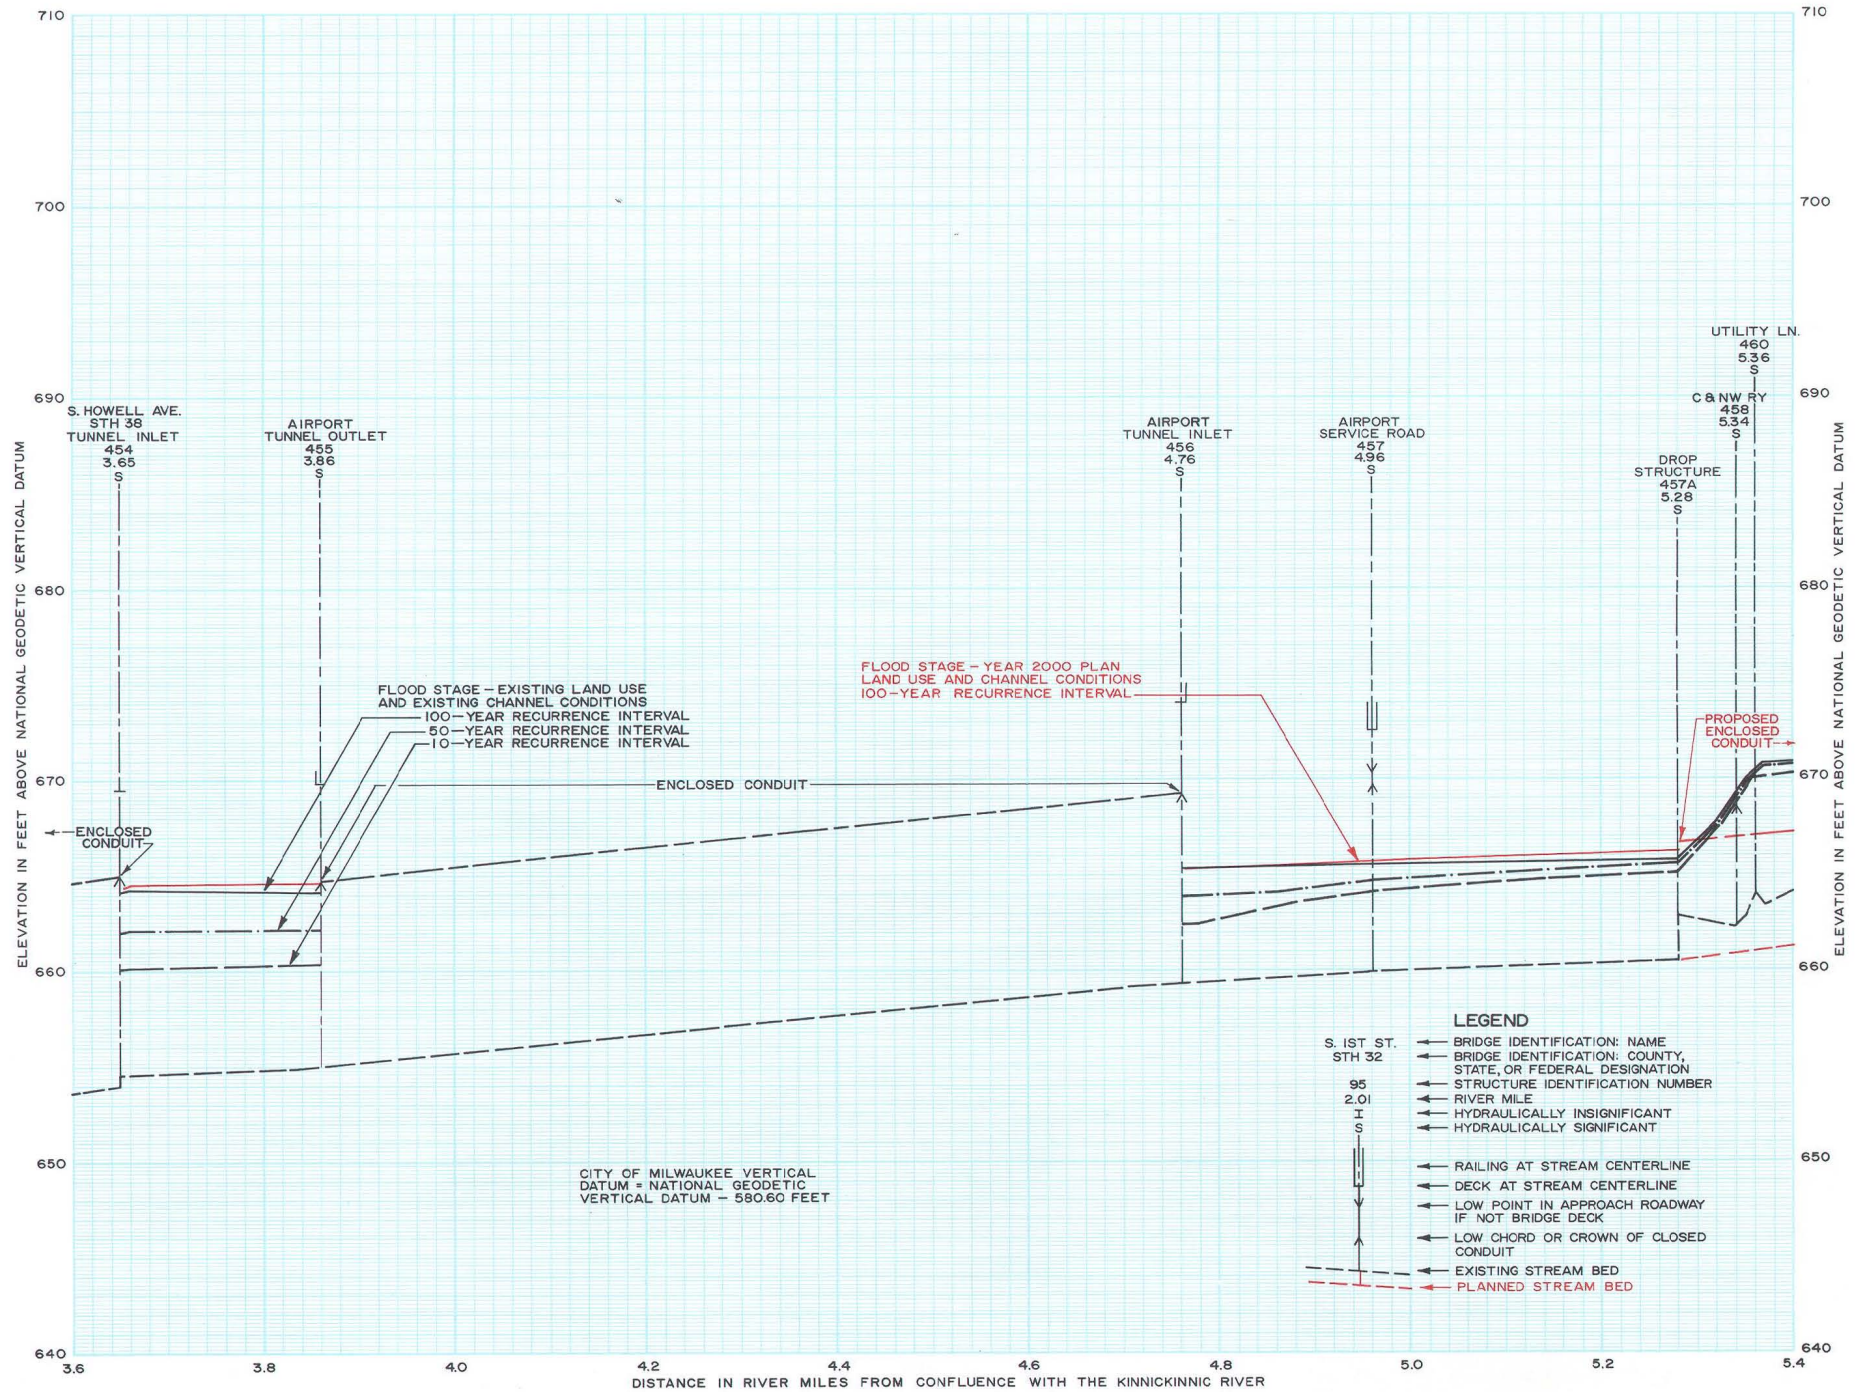 710
700
690
680
670
660
650
640
ELEVATION IN FEET ABOVE NATIONAL GEODETIC VERTICAL DATUM
S. HOWELL AVE.
STH 38
TUNNEL INLET
454
3.65
S
AIRPORT
TUNNEL OUTLET
455
3.86
S
AIRPORT
TUNNEL INLET
456
4.76
S
AIRPORT
SERVICE ROAD
457
4.96
S
DROP
STRUCTURE
457A
5.28
S
C & NW RY
458
5.34
S
UTILITY LN.
460
5.36
S
FLOOD STAGE – EXISTING LAND USE
AND EXISTING CHANNEL CONDITIONS
100–YEAR RECURRENCE INTERVAL
50–YEAR RECURRENCE INTERVAL
10–YEAR RECURRENCE INTERVAL
FLOOD STAGE – YEAR 2000 PLAN
LAND USE AND CHANNEL CONDITIONS
100–YEAR RECURRENCE INTERVAL
PROPOSED
ENCLOSED
CONDUIT
ENCLOSED CONDUIT
ENCLOSED
CONDUIT
CITY OF MILWAUKEE VERTICAL
DATUM = NATIONAL GEODETIC
VERTICAL DATUM – 580.60 FEET
LEGEND
S. 1ST ST.
STH 32
95
2.01
I
S
BRIDGE IDENTIFICATION: NAME
BRIDGE IDENTIFICATION: COUNTY,
STATE, OR FEDERAL DESIGNATION
STRUCTURE IDENTIFICATION NUMBER
RIVER MILE
HYDRAULICALLY INSIGNIFICANT
HYDRAULICALLY SIGNIFICANT
RAILING AT STREAM CENTERLINE
DECK AT STREAM CENTERLINE
LOW POINT IN APPROACH ROADWAY
IF NOT BRIDGE DECK
LOW CHORD OR CROWN OF CLOSED
CONDUIT
EXISTING STREAM BED
PLANNED STREAM BED
710
700
690
680
670
660
650
640
ELEVATION IN FEET ABOVE NATIONAL GEODETIC VERTICAL DATUM
3.6 3.8 4.0 4.2 4.4 4.6 4.8 5.0 5.2 5.4
DISTANCE IN RIVER MILES FROM CONFLUENCE WITH THE KINNICKINNIC RIVER